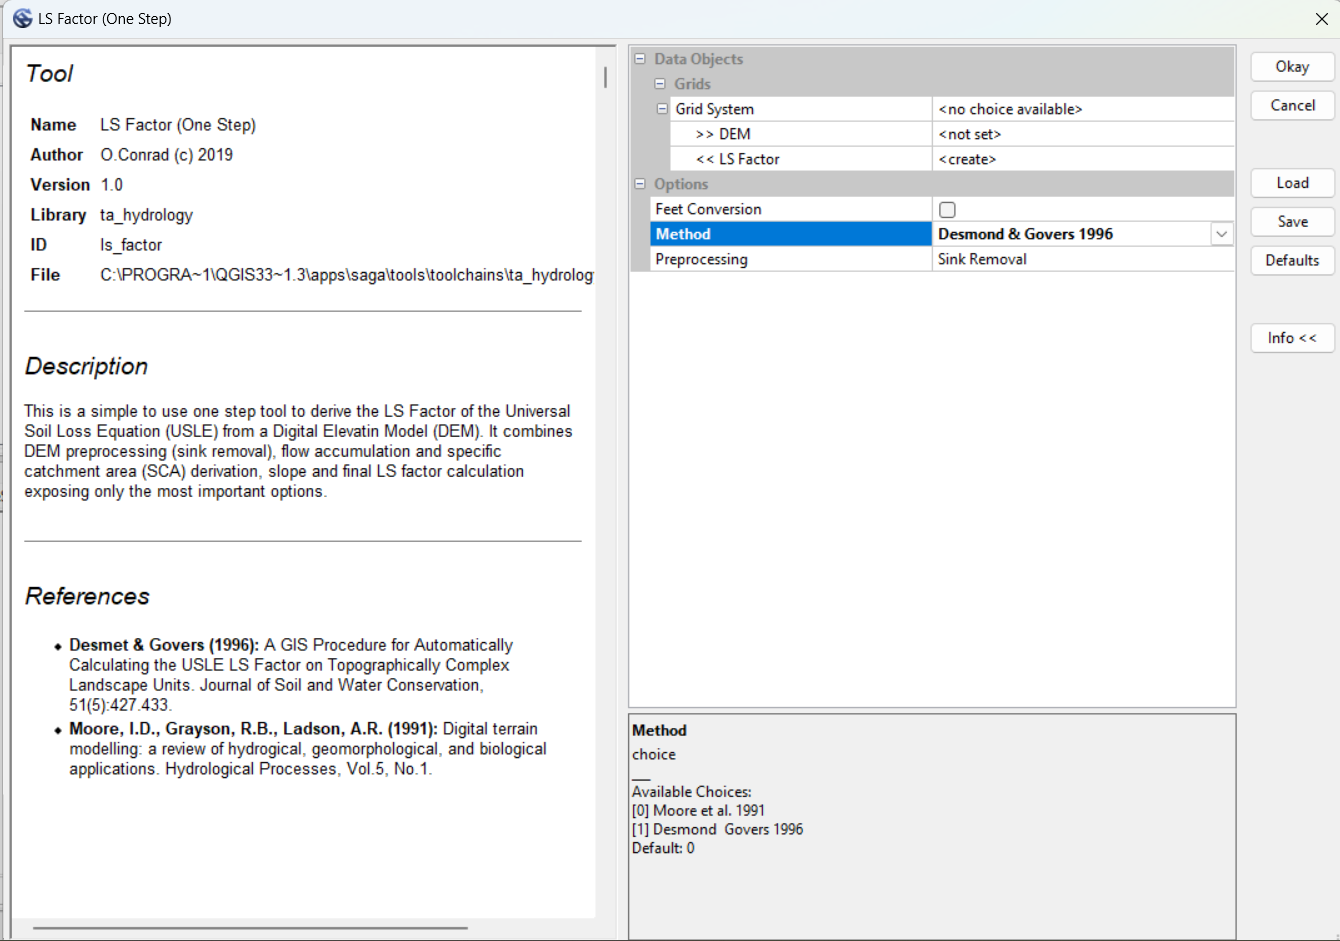 LS Factor (One Step)
Tool
Name LS Factor (One Step)
Author O.Conrad (c) 2019
Version 1.0
Library ta_hydrology
ID ls_factor
File C:\PROGRA~1\QGIS33~1.3\apps\saga\tools\toolchains\ta_hydrolog
Description
This is a simple to use one step tool to derive the LS Factor of the Universal
Soil Loss Equation (USLE) from a Digital Elevatin Model (DEM). It combines
DEM preprocessing (sink removal), flow accumulation and specific
catchment area (SCA) derivation, slope and final LS factor calculation
exposing only the most important options.
References
• Desmet & Govers (1996): A GIS Procedure for Automatically
Calculating the USLE LS Factor on Topographically Complex
Landscape Units. Journal of Soil and Water Conservation,
51(5):427.433.
• Moore, I.D., Grayson, R.B., Ladson, A.R. (1991): Digital terrain
modelling: a review of hydrogical, geomorphological, and biological
applications. Hydrological Processes, Vol.5, No.1.
Data Objects
Grids
Grid System <no choice available>
>> DEM <not set>
<< LS Factor <create>
Options
Feet Conversion
Method Desmond & Govers 1996
Preprocessing Sink Removal
Method
choice
__
Available Choices:
[0] Moore et al. 1991
[1] Desmond  Govers 1996
Default: 0
Okay
Cancel
Load
Save
Defaults
Info <<